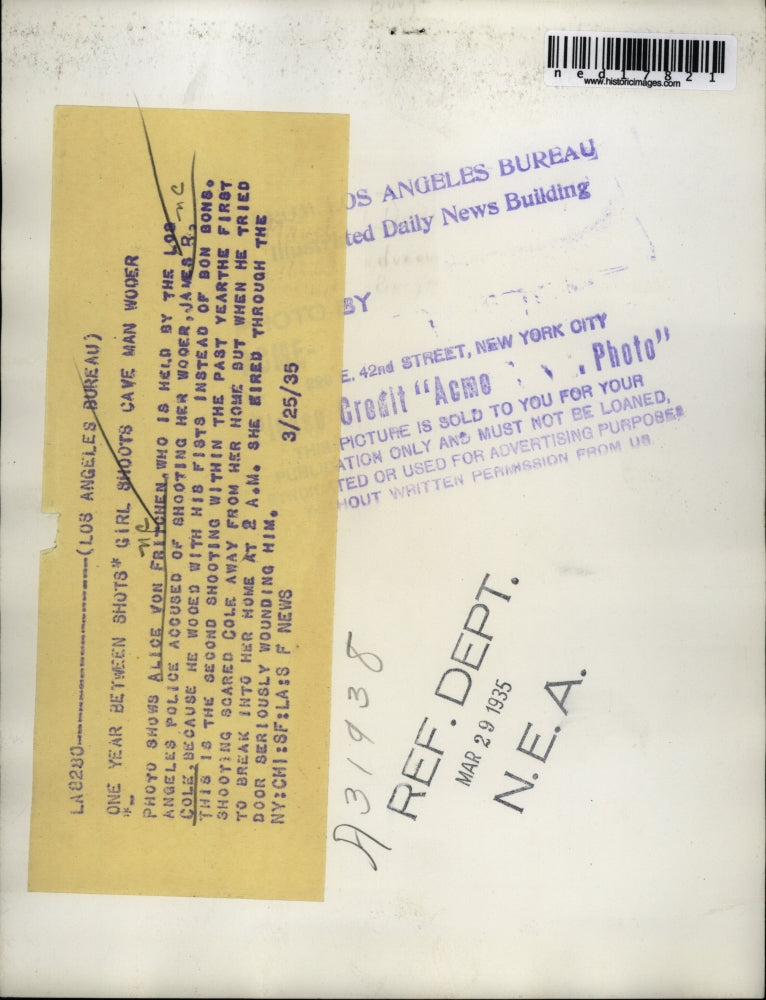 ned17821
www.historicimages.com
LA8280---------------(LOS ANGELES BUREAU)
ONE YEAR BETWEEN SHOTS* GIRL SHOOTS CAVE MAN WOOER
*--
nc
nc
PHOTO SHOWS ALICE VON FRITCHEN WHO IS HELD BY THE LOS
ANGELES POLICE ACCUSED OF SHOOTING HER WOOER, JAMES R.
COLE, BECAUSE HE WOOED WITH HIS FISTS INSTEAD OF BON BONS.
THIS IS THE SECOND SHOOTING WITHIN THE PAST YEARTHE FIRST
SHOOTING SCARED COLE AWAY FROM HER HOME BUT WHEN HE TRIED
TO BREAK INTO HER HOME AT 2 A.M. SHE FIRED THROUGH THE
DOOR SERIOUSLY WOUNDING HIM.
NY:CHI:SF:LA:S F NEWS 3/25/35
OS ANGELES BUREAU
ted Daily News Building
BY
E. 42nd STREET, NEW YORK CITY
Credit "Acme Photo"
PICTURE IS SOLD TO YOU FOR YOUR
ATION ONLY AND MUST NOT BE LOANED,
TED OR USED FOR ADVERTISING PURPOSES
HOUT WRITTEN PERMISSION FROM US.
A31938
REF. DEPT.
MAR 29 1935
N.E.A.